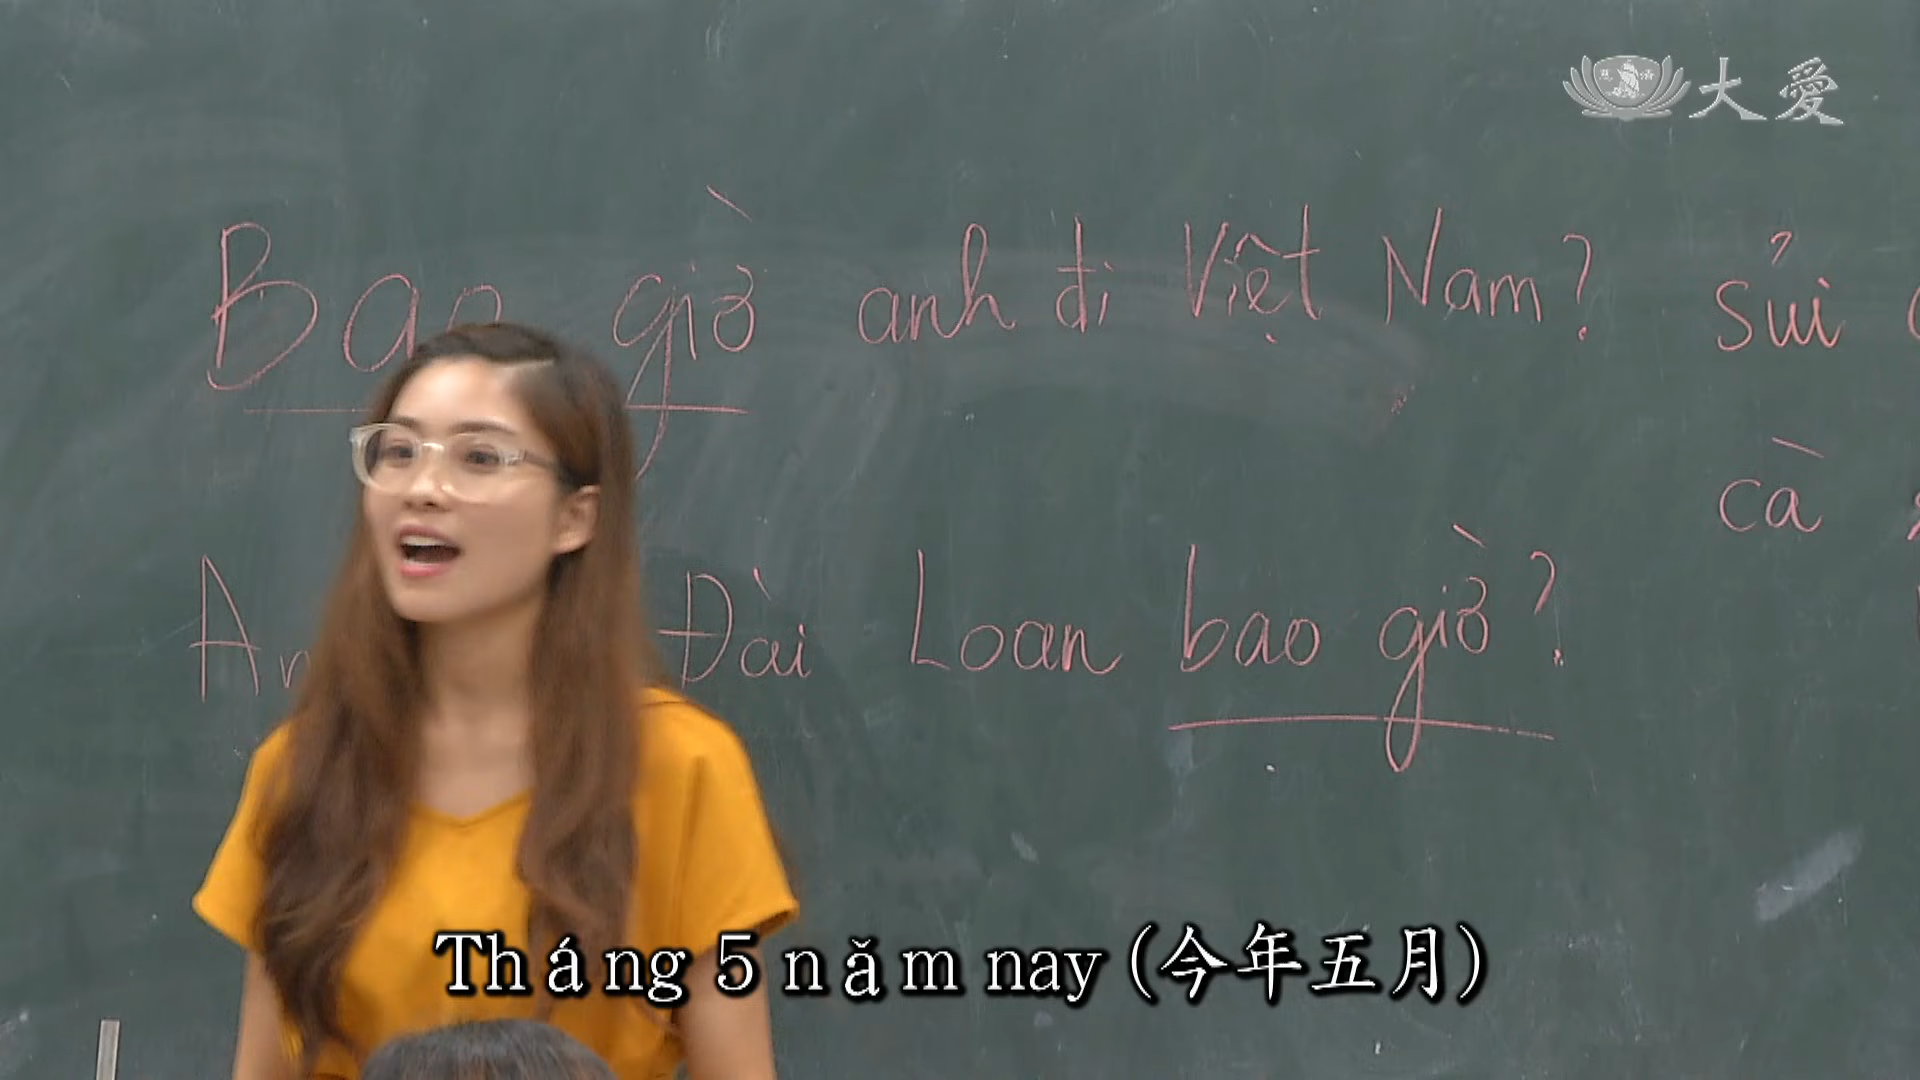 大愛
Bao giờ anh đi Việt Nam? sủi
cà
Đài Loan bao giờ?
Tháng 5 năm nay (今年五月)